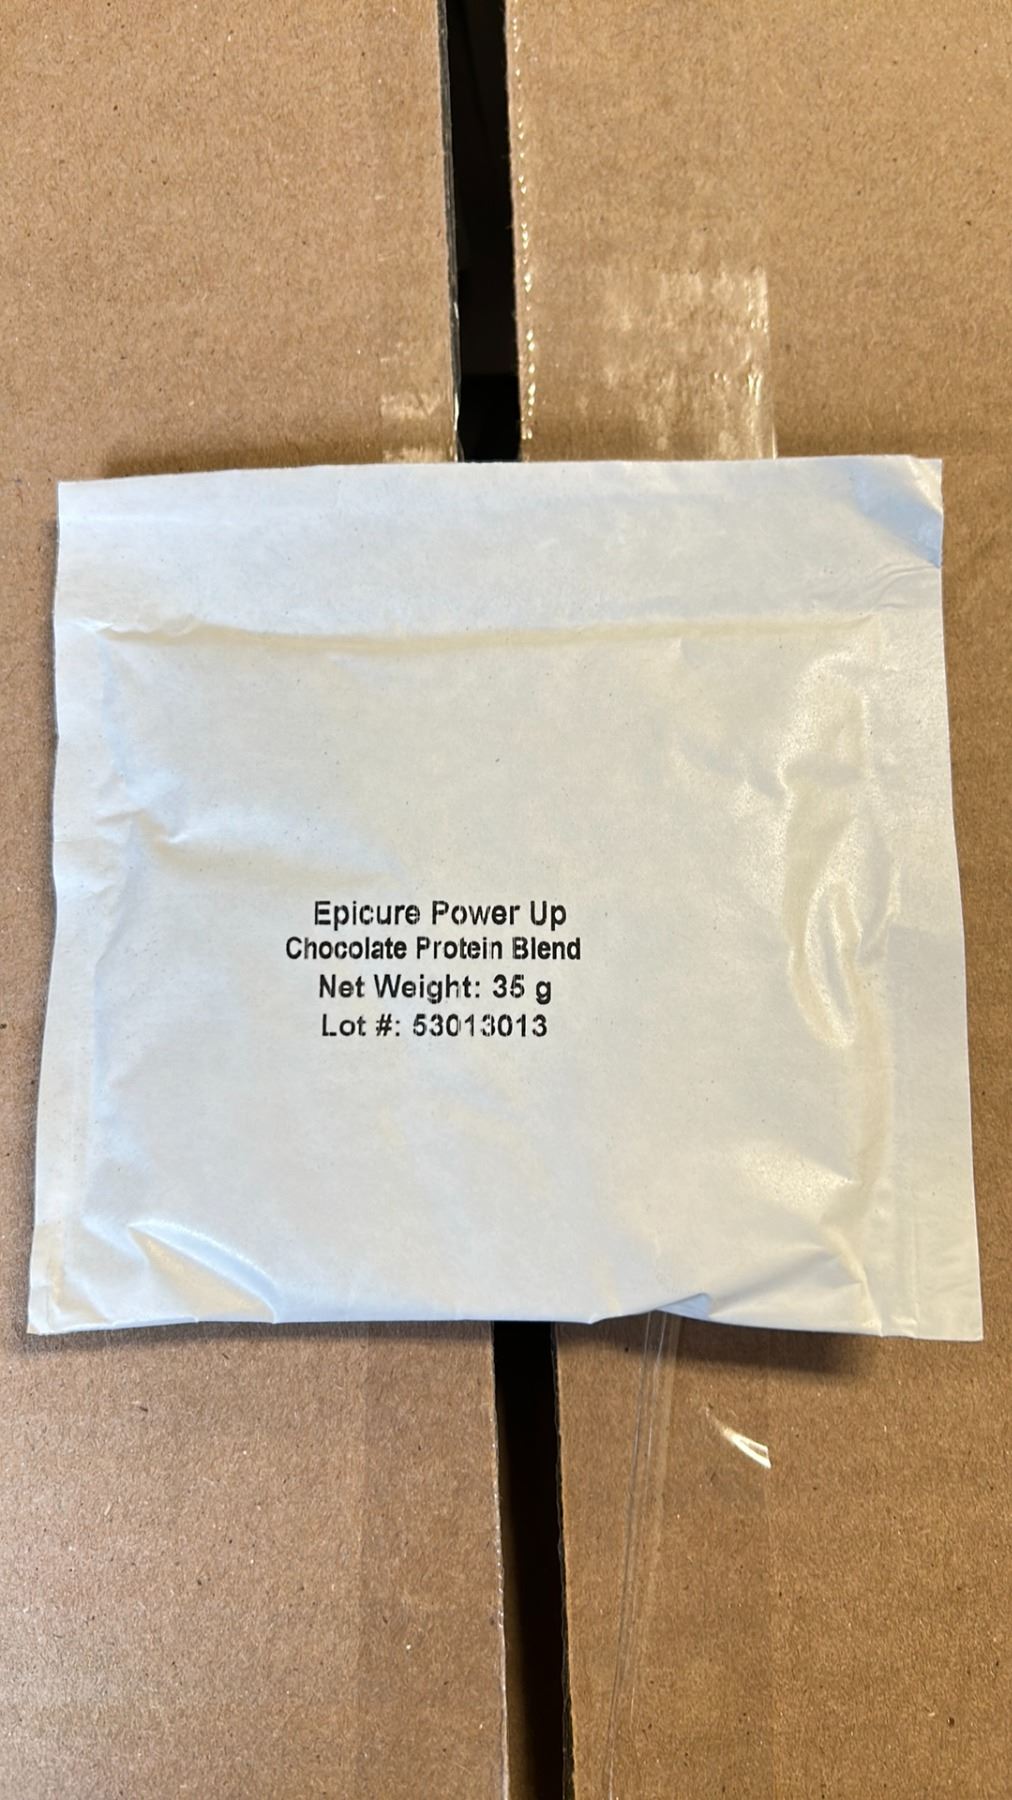 Epicure Power Up
Chocolate Protein Blend
Net Weight: 35 g
Lot #: 53013013